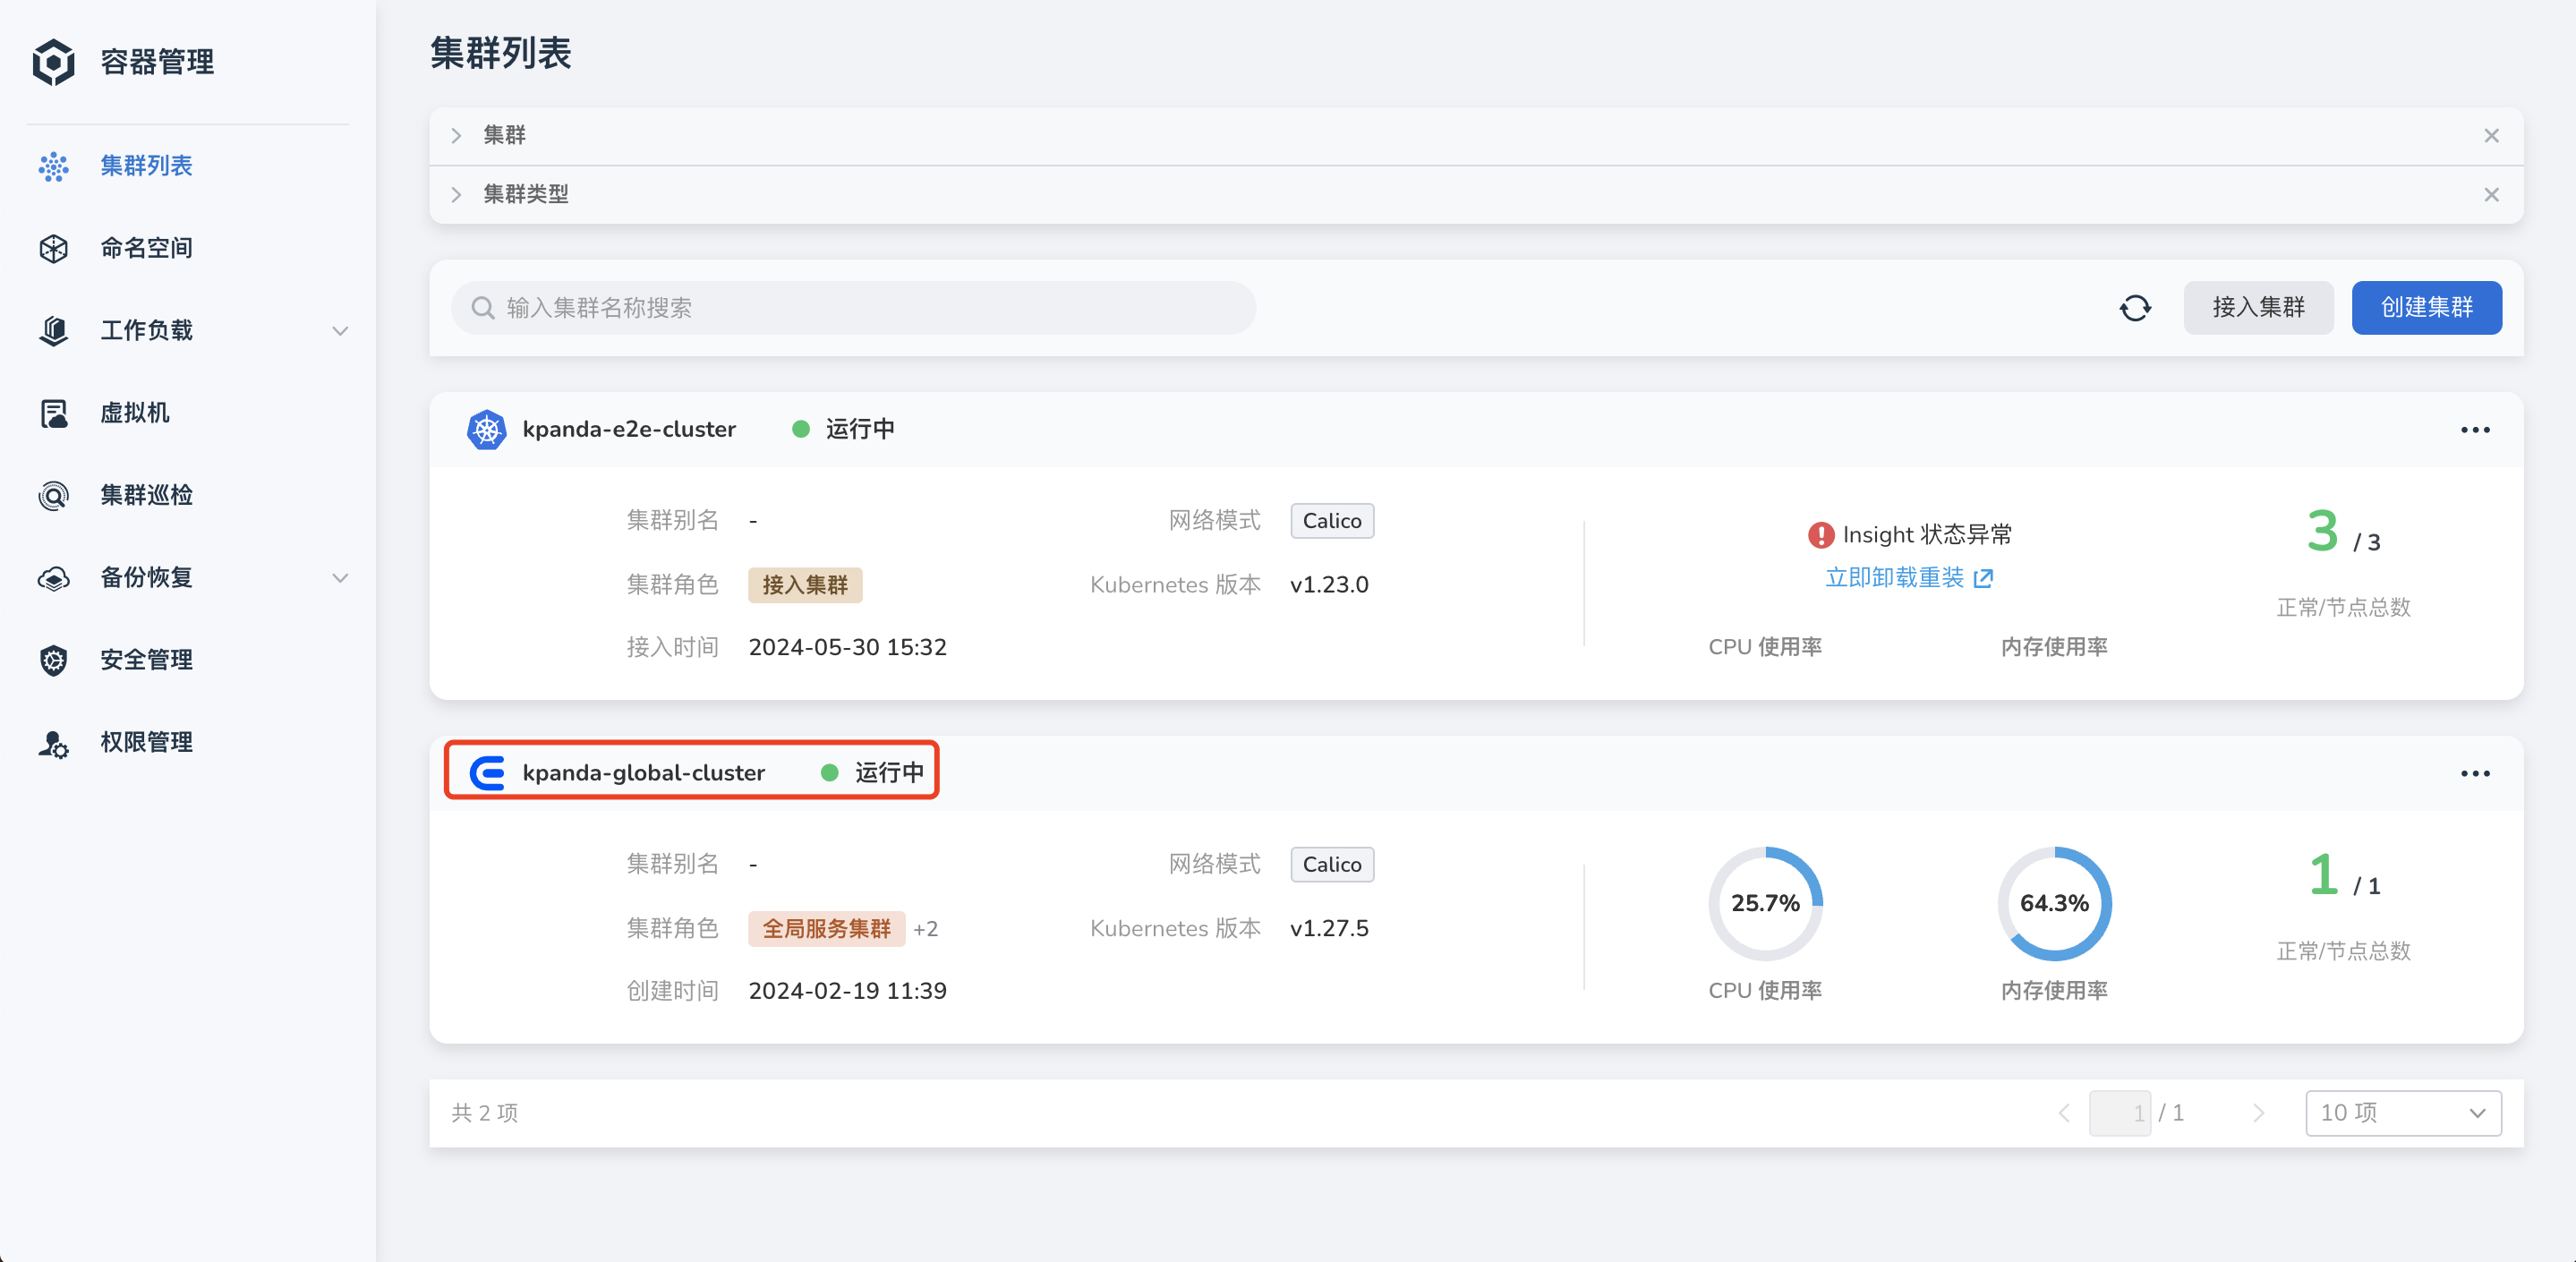 容器管理
集群列表
命名空间
工作负载
虚拟机
集群巡检
备份恢复
安全管理
权限管理
集群列表
集群
集群类型
输入集群名称搜索
接入集群
创建集群
kpanda-e2e-cluster 运行中
集群别名 -
网络模式 Calico
集群角色 接入集群
Kubernetes 版本 v1.23.0
接入时间 2024-05-30 15:32
Insight 状态异常
立即卸载重装
CPU 使用率
内存使用率
3 / 3
正常/节点总数
kpanda-global-cluster 运行中
集群别名 -
网络模式 Calico
集群角色 全局服务集群 +2
Kubernetes 版本 v1.27.5
创建时间 2024-02-19 11:39
25.7%
CPU 使用率
64.3%
内存使用率
1 / 1
正常/节点总数
共 2 项
1 / 1
10 项